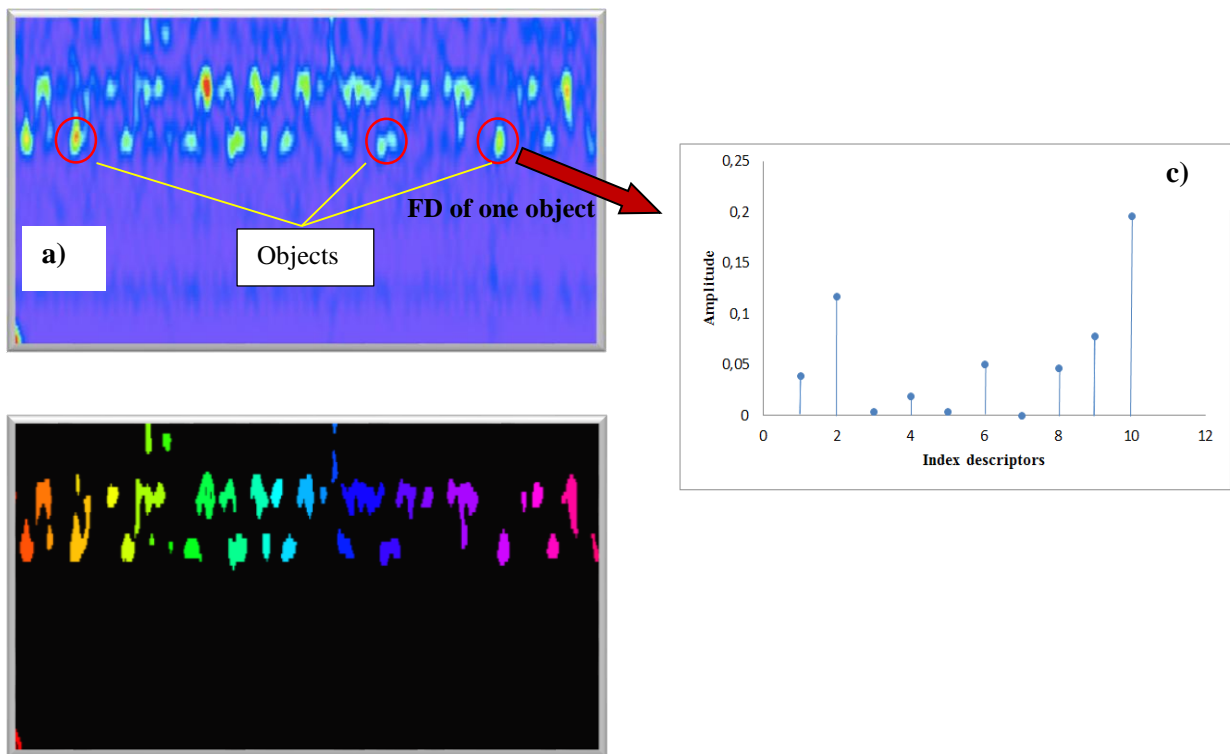 a)
Objects
FD of one object
c)
Amplitude
0,25
0,2
0,15
0,1
0,05
0
0 2 4 6 8 10 12
Index descriptors